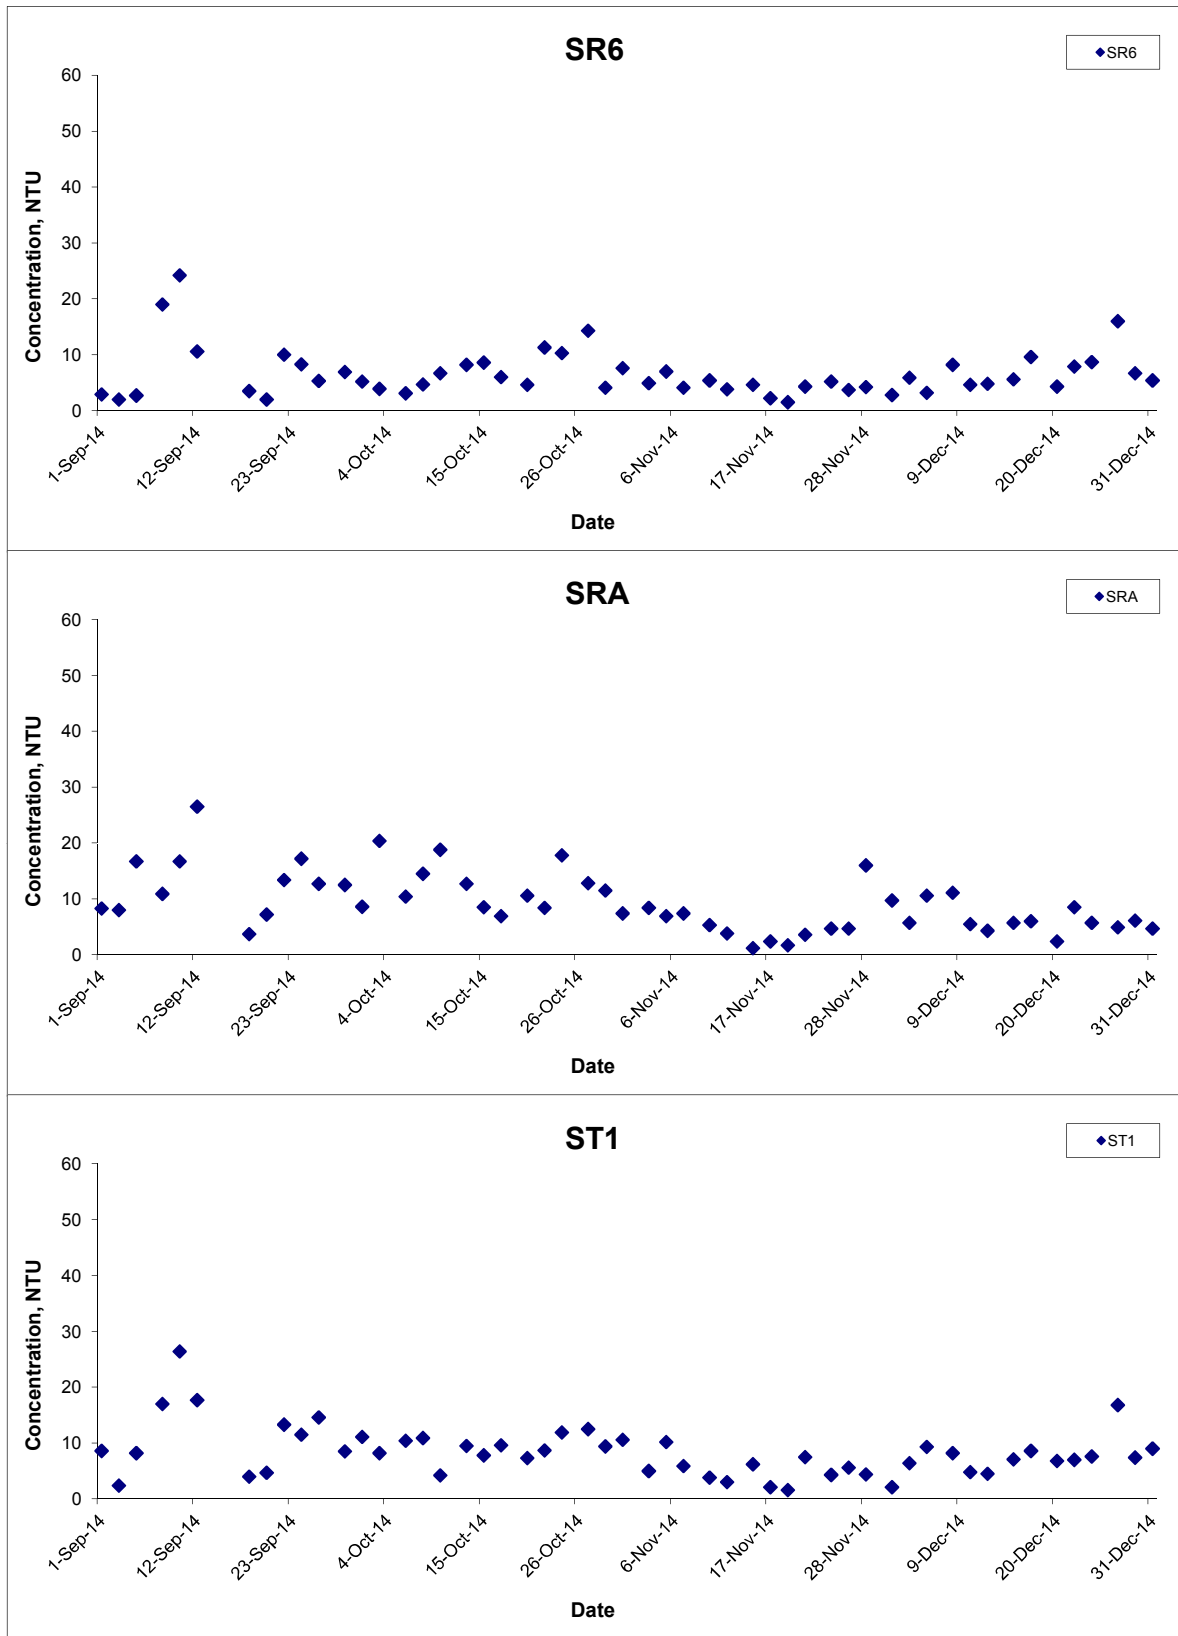 SR6
SR6
60
50
40
30
20
10
0
Concentration, NTU
1-Sep-14
12-Sep-14
23-Sep-14
4-Oct-14
15-Oct-14
26-Oct-14
6-Nov-14
17-Nov-14
28-Nov-14
9-Dec-14
20-Dec-14
31-Dec-14
Date
SRA
SRA
60
50
40
30
20
10
0
Concentration, NTU
1-Sep-14
12-Sep-14
23-Sep-14
4-Oct-14
15-Oct-14
26-Oct-14
6-Nov-14
17-Nov-14
28-Nov-14
9-Dec-14
20-Dec-14
31-Dec-14
Date
ST1
ST1
60
50
40
30
20
10
0
Concentration, NTU
1-Sep-14
12-Sep-14
23-Sep-14
4-Oct-14
15-Oct-14
26-Oct-14
6-Nov-14
17-Nov-14
28-Nov-14
9-Dec-14
20-Dec-14
31-Dec-14
Date